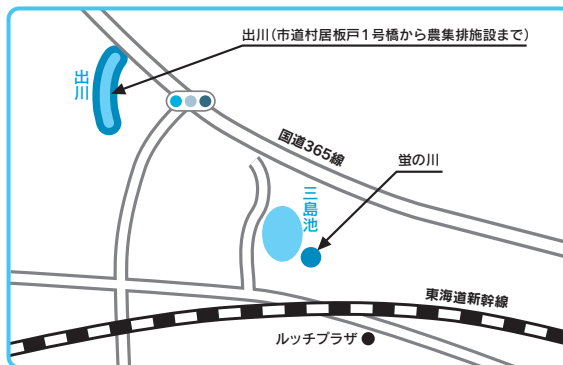 出川(市道村居板戸1号橋から農集排施設まで)
出川
国道365線
蛍の川
三島池
東海道新幹線
ルッチプラザ